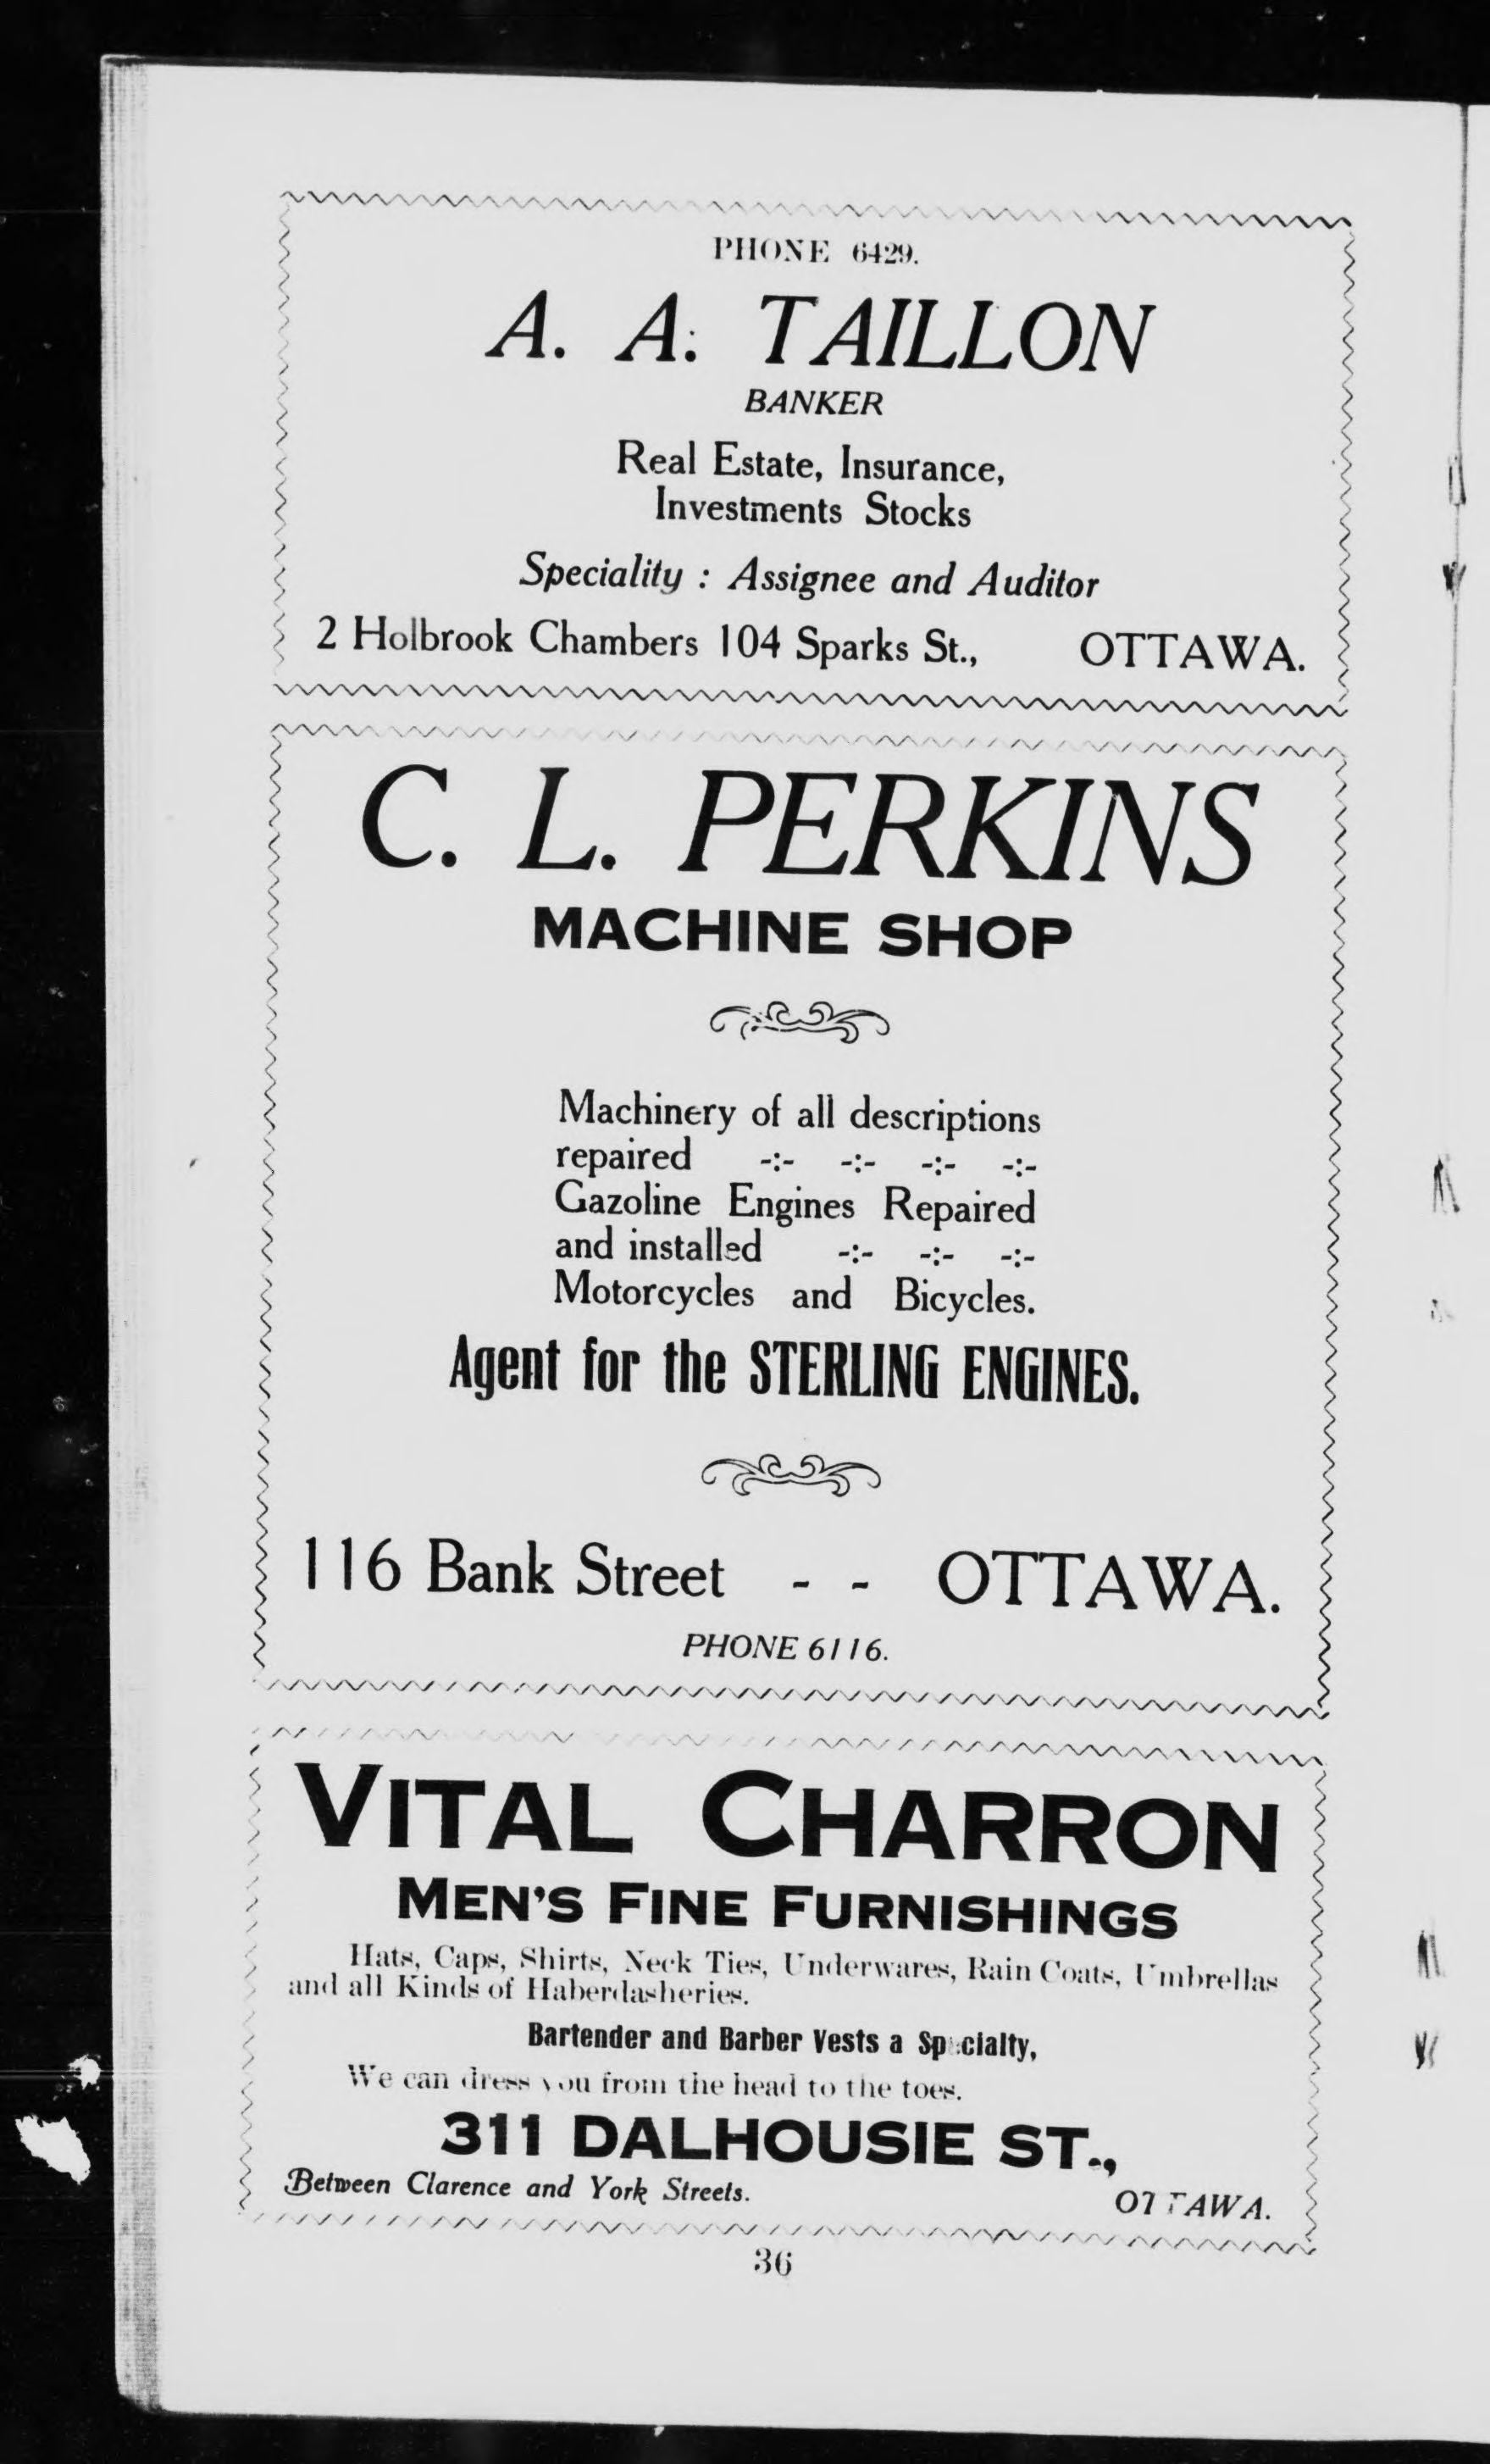 PHONE 6429.
A. A. TAILLON
BANKER
Real Estate, Insurance,
Investments Stocks
Speciality : Assignee and Auditor
2 Holbrook Chambers 104 Sparks St., OTTAWA.
C. L. PERKINS
MACHINE SHOP
Machinery of all descriptions
repaired -:- -:- -:- -:-
Gazoline Engines Repaired
and installed -:- -:- -:-
Motorcycles and Bicycles.
Agent for the STERLING ENGINES.
116 Bank Street - - OTTAWA.
PHONE 6116.
VITAL CHARRON
MEN'S FINE FURNISHINGS
Hats, Caps, Shirts, Neck Ties, Underwares, Rain Coats, Umbrellas
and all Kinds of Haberdasheries.
Bartender and Barber Vests a Specialty,
We can dress you from the head to the toes.
311 DALHOUSIE ST.,
Between Clarence and York Streets.
OTTAWA.
36